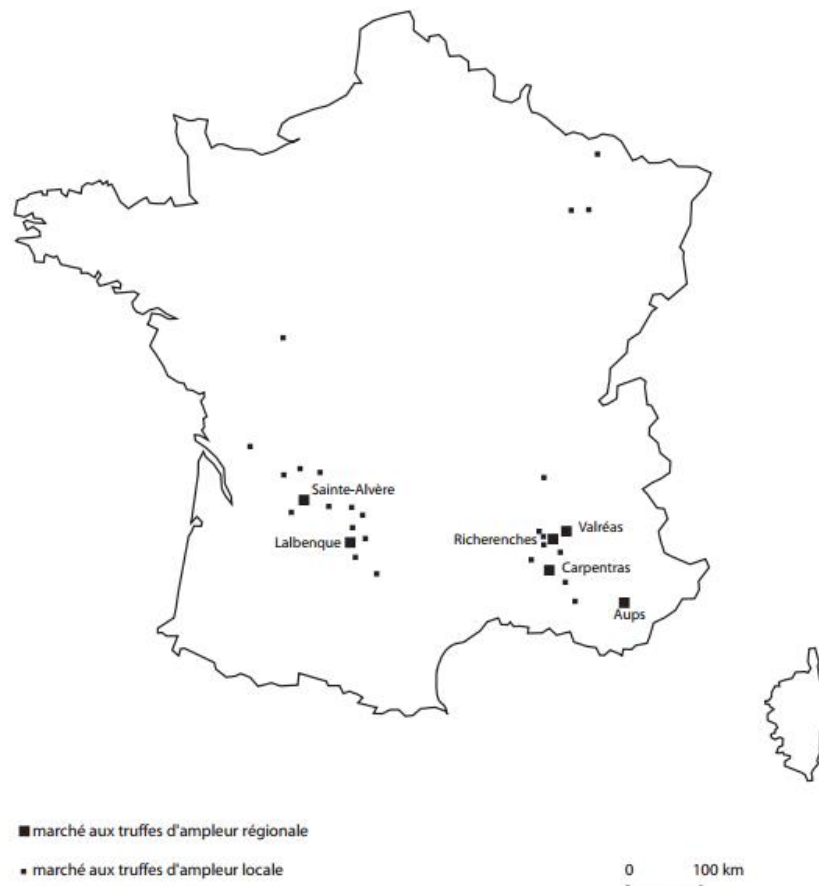 Sainte-Alvère
Lalbenque
Valréas
Richerenches
Carpentras
Aups
marché aux truffes d'ampleur régionale
marché aux truffes d'ampleur locale
0 100 km